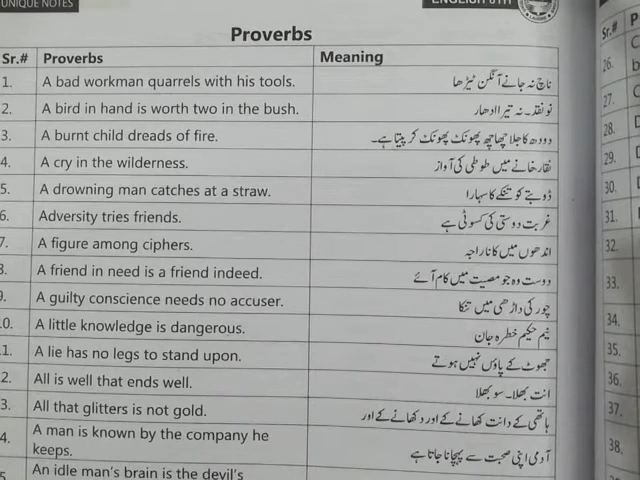 UNIQUE NOTES
ENGLISH 8TH
Proverbs
Sr.# Proverbs Meaning
1. A bad workman quarrels with his tools. ناچ نہ جانے آنگن ٹیڑھا
2. A bird in hand is worth two in the bush. نو نقد۔ نہ تیرا ادھار
3. A burnt child dreads of fire. دودھ کا جلا چھاچھ پھونک پھونک کر پیتا ہے۔
4. A cry in the wilderness. نقار خانے میں طوطی کی آواز
5. A drowning man catches at a straw. ڈوبتے کو تنکے کا سہارا
6. Adversity tries friends. غربت دوستی کی کسوٹی ہے
7. A figure among ciphers. اندھوں میں کانا راجہ
8. A friend in need is a friend indeed. دوست وہ جو مصیبت میں کام آئے
9. A guilty conscience needs no accuser. چور کی داڑھی میں تنکا
0. A little knowledge is dangerous. نیم حکیم خطرہ جان
1. A lie has no legs to stand upon. جھوٹ کے پاؤں نہیں ہوتے
2. All is well that ends well. انت بھلا۔ سو بھلا
3. All that glitters is not gold. ہاتھی کے دانت کھانے کے اور دکھانے کے اور
4. A man is known by the company he
keeps. آدمی اپنی صحبت سے پہچانا جاتا ہے
5 An idle man's brain is the devil's
Sr.# P
26. C
b
27. C
28. D
29. D
30. D
31.
32.
33.
34.
35.
36.
37.
38.